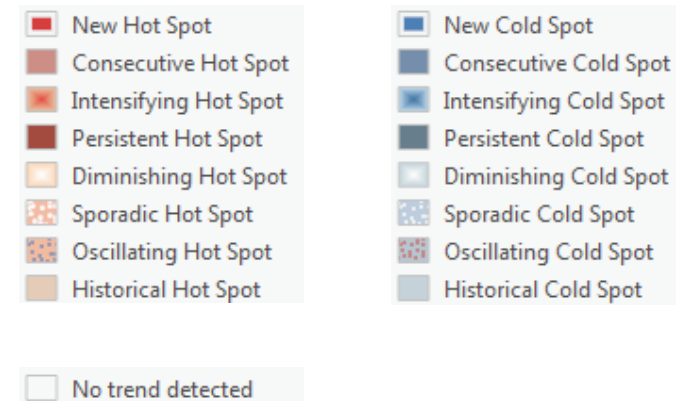 New Hot Spot
Consecutive Hot Spot
Intensifying Hot Spot
Persistent Hot Spot
Diminishing Hot Spot
Sporadic Hot Spot
Oscillating Hot Spot
Historical Hot Spot
New Cold Spot
Consecutive Cold Spot
Intensifying Cold Spot
Persistent Cold Spot
Diminishing Cold Spot
Sporadic Cold Spot
Oscillating Cold Spot
Historical Cold Spot
No trend detected